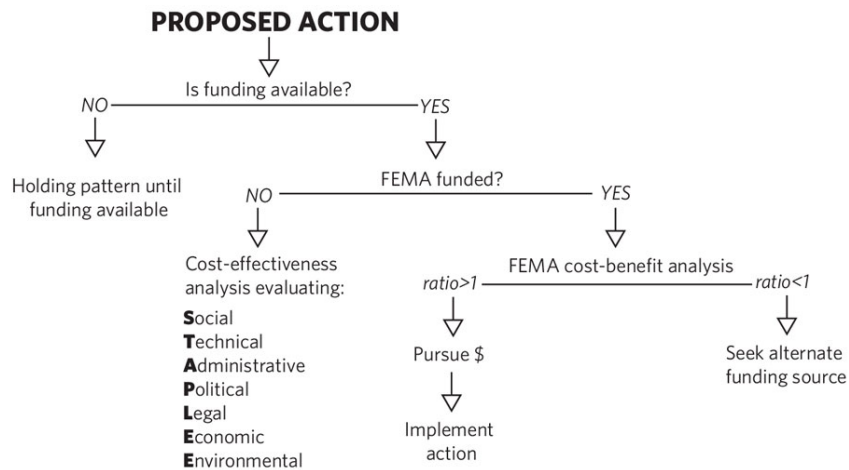 PROPOSED ACTION
Is funding available?
NO
YES
Holding pattern until
funding available
FEMA funded?
NO
YES
Cost-effectiveness
analysis evaluating:
Social
Technical
Administrative
Political
Legal
Economic
Environmental
FEMA cost-benefit analysis
ratio>1
ratio<1
Pursue $
Implement
action
Seek alternate
funding source